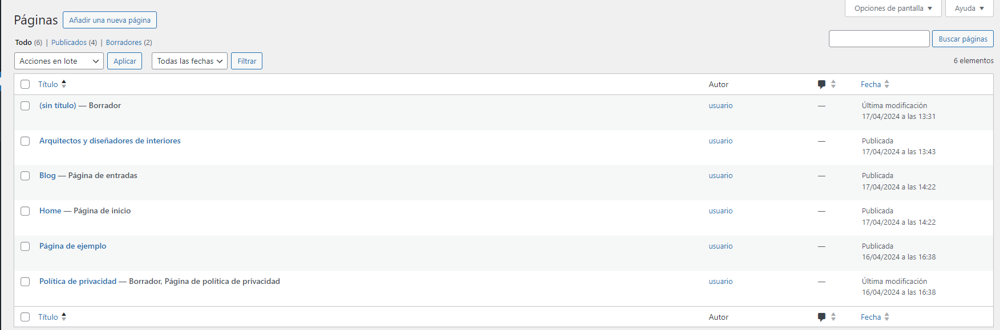 Opciones de pantalla
Ayuda
Páginas
Añadir una nueva página
Todo (6) | Publicados (4) | Borradores (2)
Buscar páginas
Acciones en lote
Aplicar
Todas las fechas
Filtrar
6 elementos
Título
Autor
Fecha
(sin título) — Borrador
usuario
—
Última modificación
17/04/2024 a las 13:31
Arquitectos y diseñadores de interiores
usuario
—
Publicada
17/04/2024 a las 13:43
Blog — Página de entradas
usuario
—
Publicada
17/04/2024 a las 14:22
Home — Página de inicio
usuario
—
Publicada
17/04/2024 a las 14:22
Página de ejemplo
usuario
—
Publicada
16/04/2024 a las 16:38
Política de privacidad — Borrador, Página de política de privacidad
usuario
—
Última modificación
16/04/2024 a las 16:38
Título
Autor
Fecha